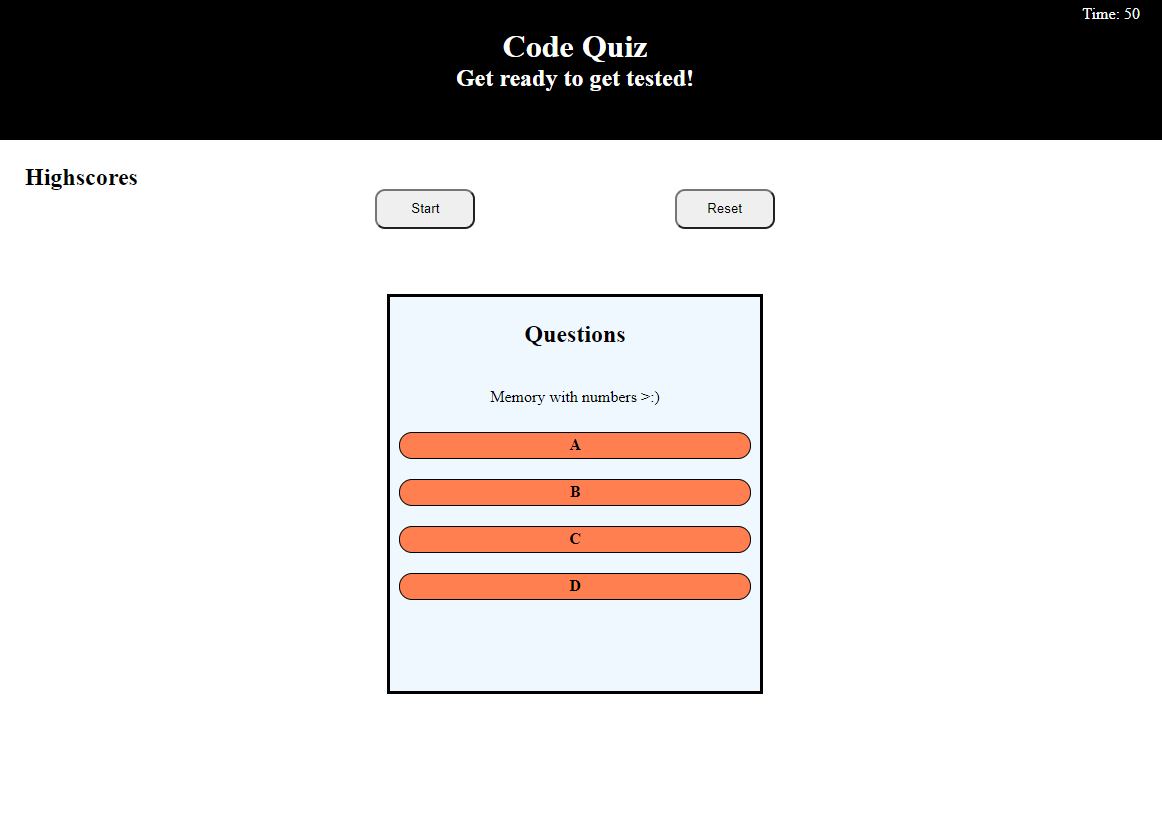 Time: 50
Code Quiz
Get ready to get tested!
Highscores
Start
Reset
Questions
Memory with numbers >:)
A
B
C
D